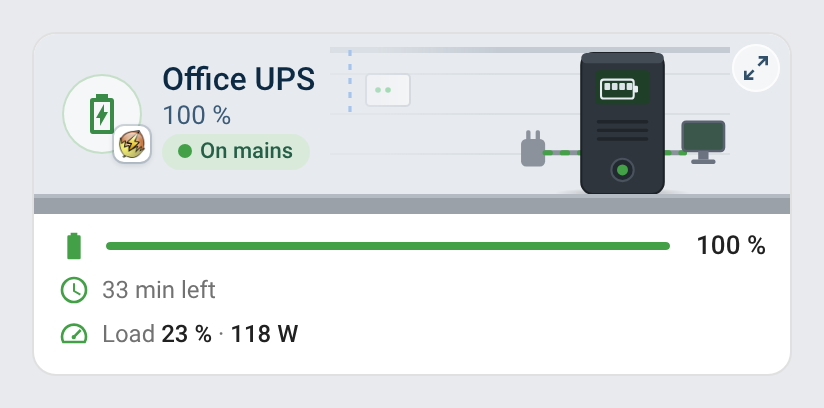 Office UPS
100 %
On mains
100 %
33 min left
Load 23 % · 118 W